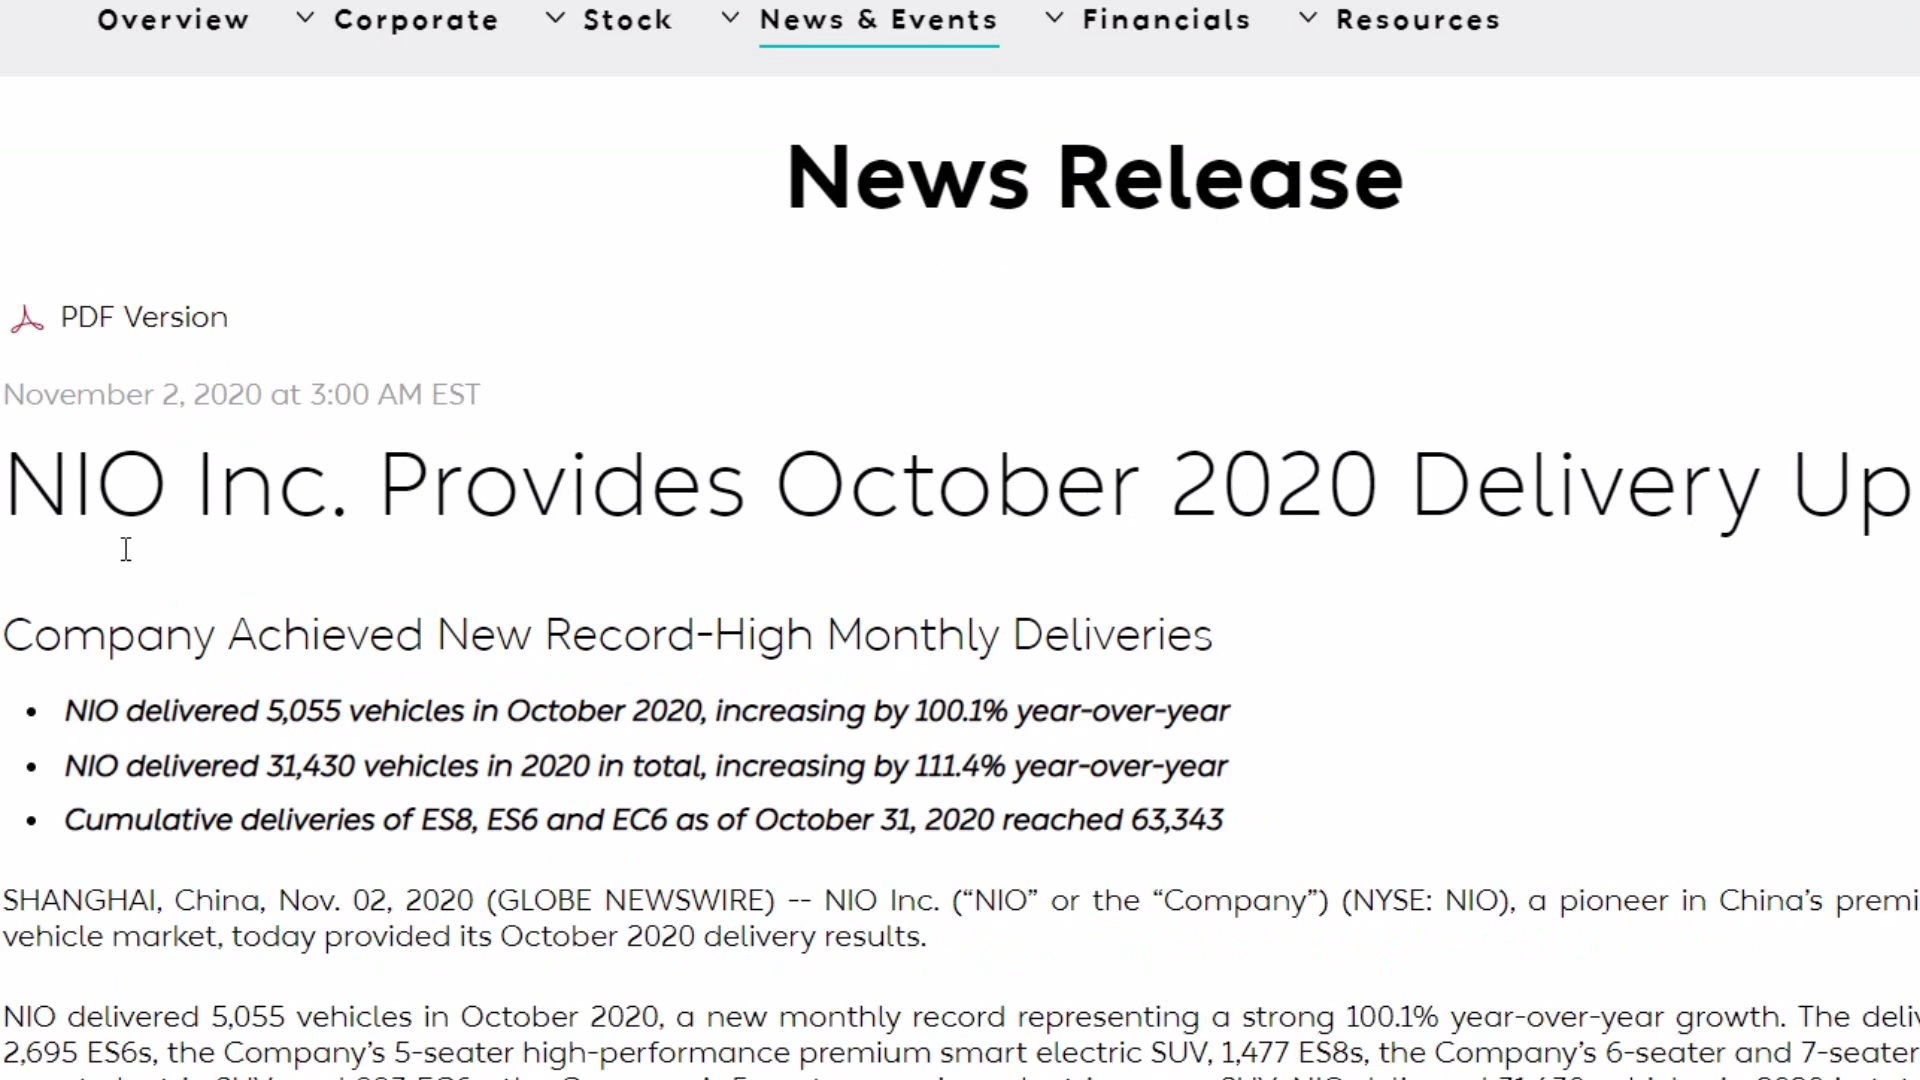 Overview Corporate Stock News & Events Financials Resources
News Release
PDF Version
November 2, 2020 at 3:00 AM EST
NIO Inc. Provides October 2020 Delivery Up
Company Achieved New Record-High Monthly Deliveries
• NIO delivered 5,055 vehicles in October 2020, increasing by 100.1% year-over-year
• NIO delivered 31,430 vehicles in 2020 in total, increasing by 111.4% year-over-year
• Cumulative deliveries of ES8, ES6 and EC6 as of October 31, 2020 reached 63,343
SHANGHAI, China, Nov. 02, 2020 (GLOBE NEWSWIRE) -- NIO Inc. (“NIO” or the “Company”) (NYSE: NIO), a pioneer in China’s premi
vehicle market, today provided its October 2020 delivery results.
NIO delivered 5,055 vehicles in October 2020, a new monthly record representing a strong 100.1% year-over-year growth. The deliv
2,695 ES6s, the Company’s 5-seater high-performance premium smart electric SUV, 1,477 ES8s, the Company’s 6-seater and 7-seater